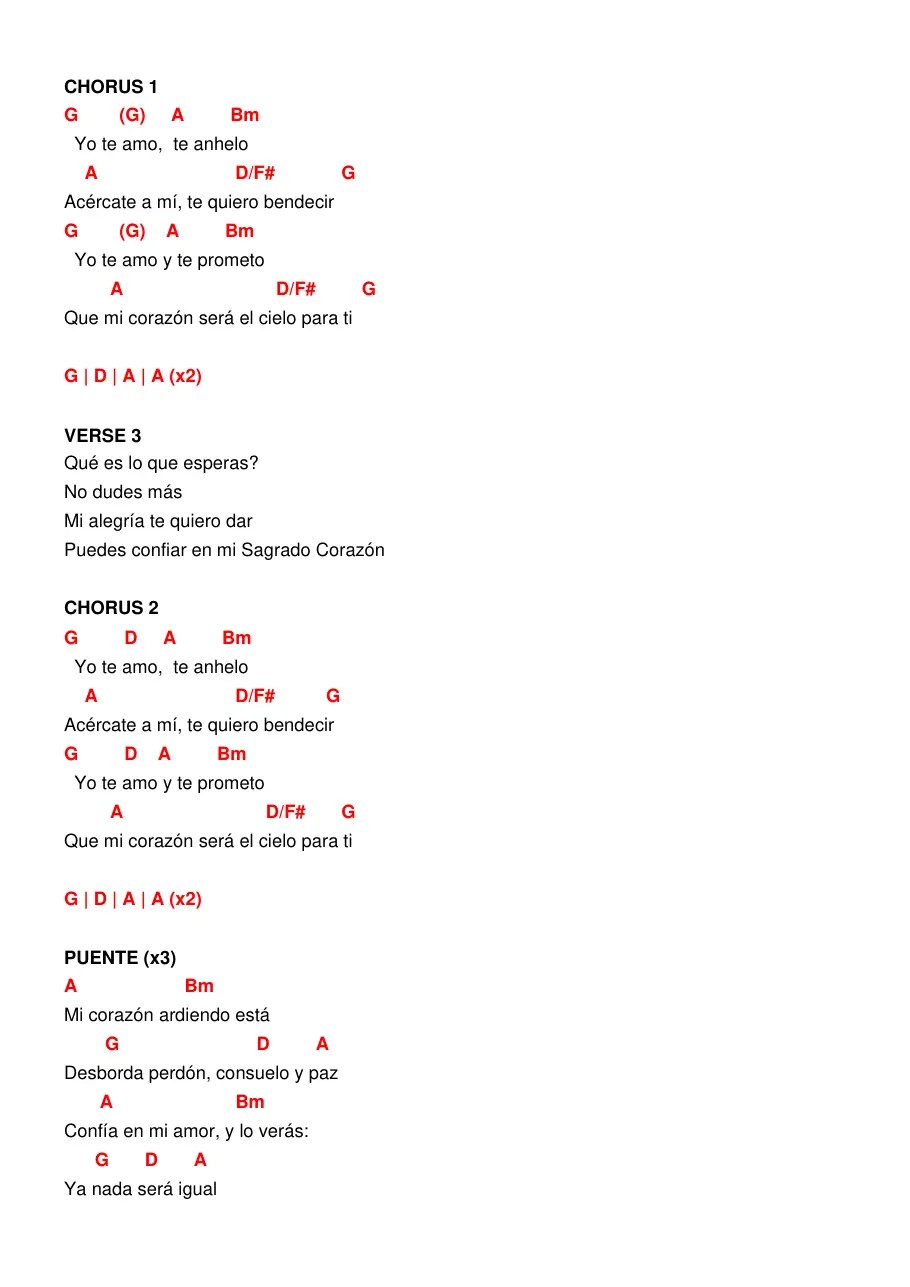 CHORUS 1
G (G) A Bm
Yo te amo, te anhelo
A D/F# G
Acércate a mí, te quiero bendecir
G (G) A Bm
Yo te amo y te prometo
A D/F# G
Que mi corazón será el cielo para ti
G | D | A | A (x2)
VERSE 3
Qué es lo que esperas?
No dudes más
Mi alegría te quiero dar
Puedes confiar en mi Sagrado Corazón
CHORUS 2
G D A Bm
Yo te amo, te anhelo
A D/F# G
Acércate a mí, te quiero bendecir
G D A Bm
Yo te amo y te prometo
A D/F# G
Que mi corazón será el cielo para ti
G | D | A | A (x2)
PUENTE (x3)
A Bm
Mi corazón ardiendo está
G D A
Desborda perdón, consuelo y paz
A Bm
Confía en mi amor, y lo verás:
G D A
Ya nada será igual